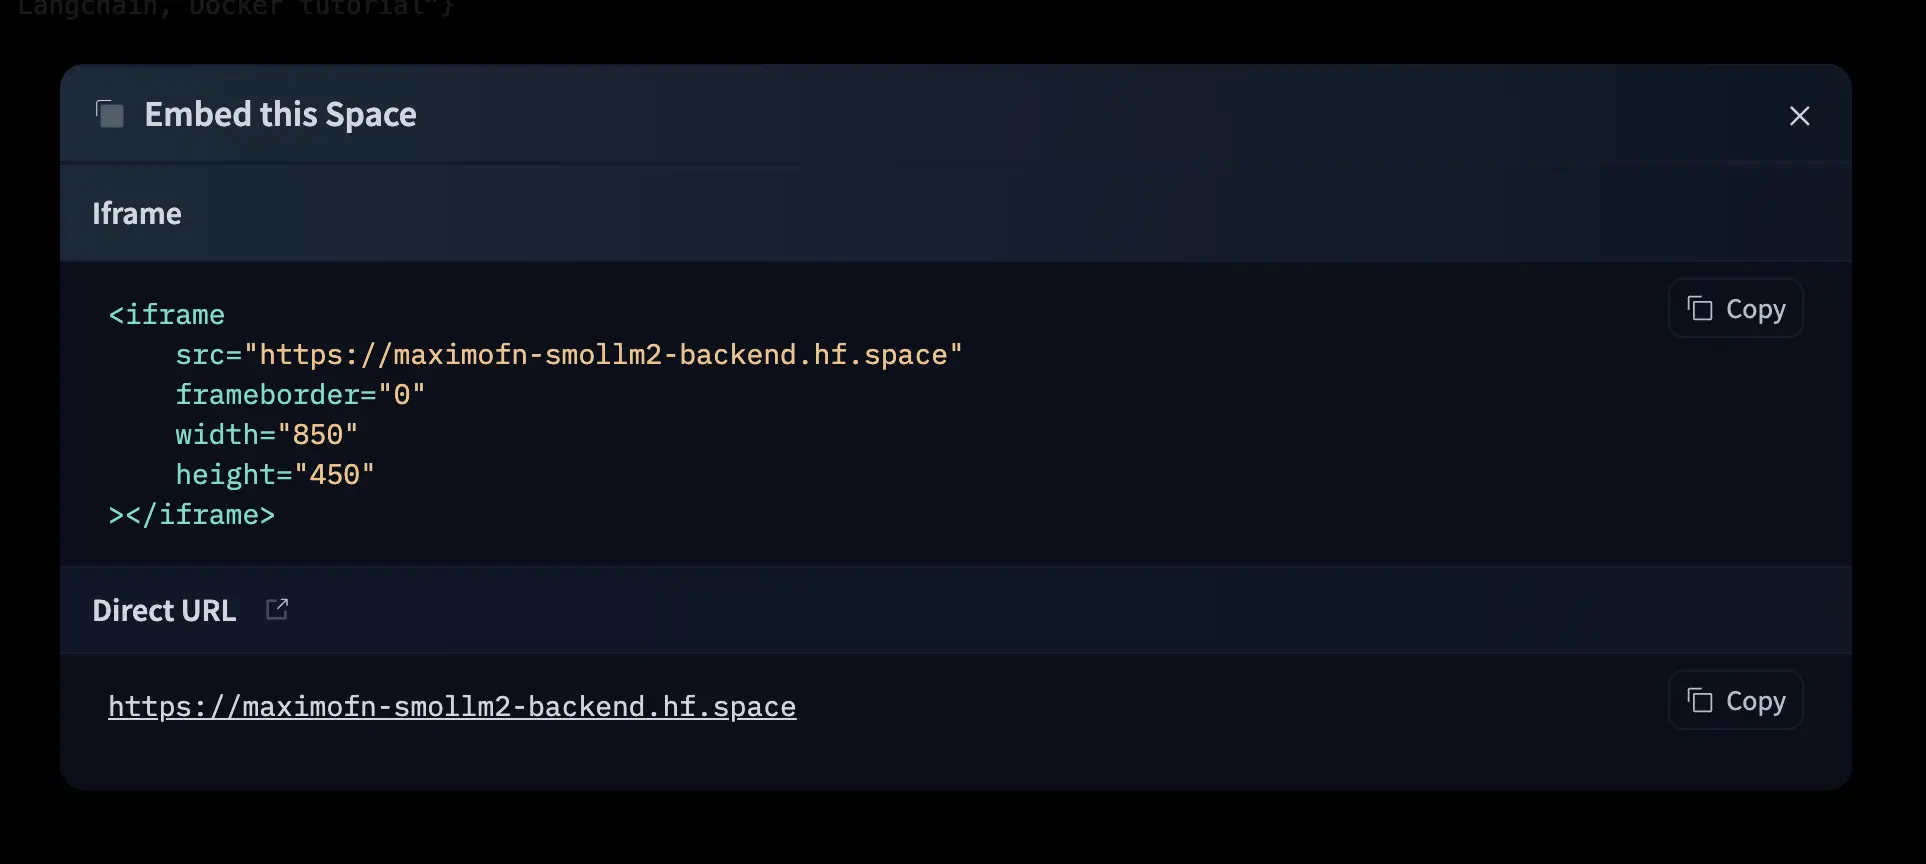 Langchain, Docker tutorial"}
Embed this Space
Iframe
<iframe
src="https://maximofn-smollm2-backend.hf.space"
frameborder="0"
width="850"
height="450"
></iframe>
Copy
Direct URL
https://maximofn-smollm2-backend.hf.space
Copy